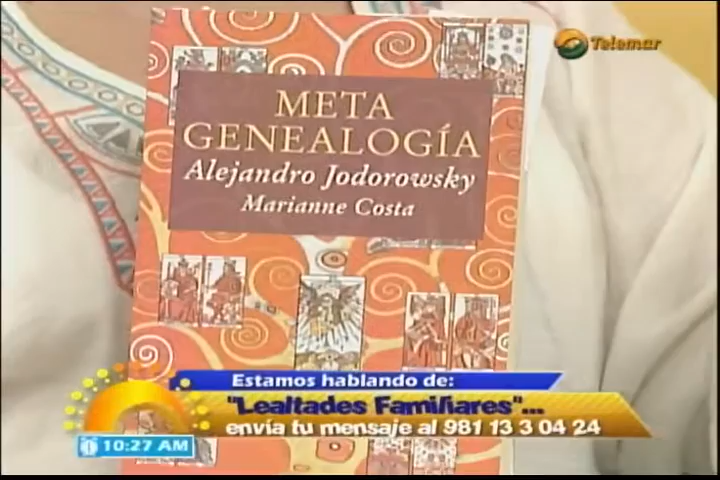 Telemar
META
GENEALOGÍA
Alejandro Jodorowsky
Marianne Costa
Estamos hablando de:
"Lealtades Familiares"...
envía tu mensaje al 981 13 3 04 24
10:27 AM